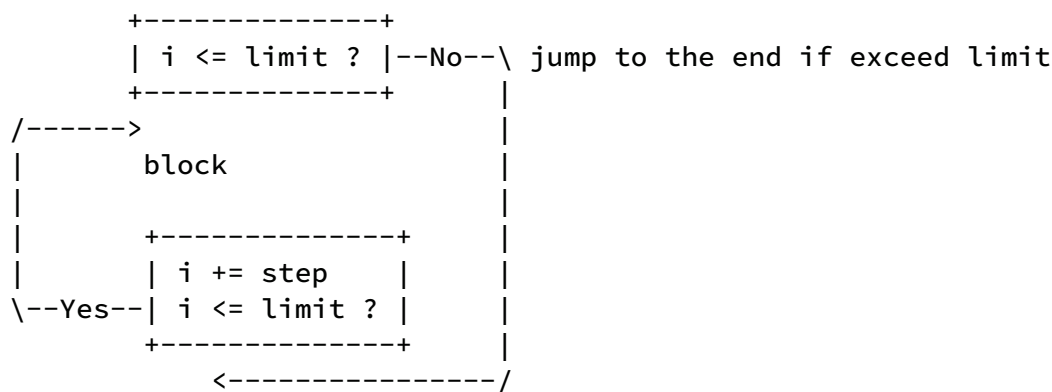 +--------------+
| i <= limit ? |--No--\ jump to the end if exceed limit
+--------------+      |
/------>                    |
|       block               |
|                           |
|       +--------------+    |
|       | i += step    |    |
\--Yes--| i <= limit ? |    |
+--------------+    |
<----------------/